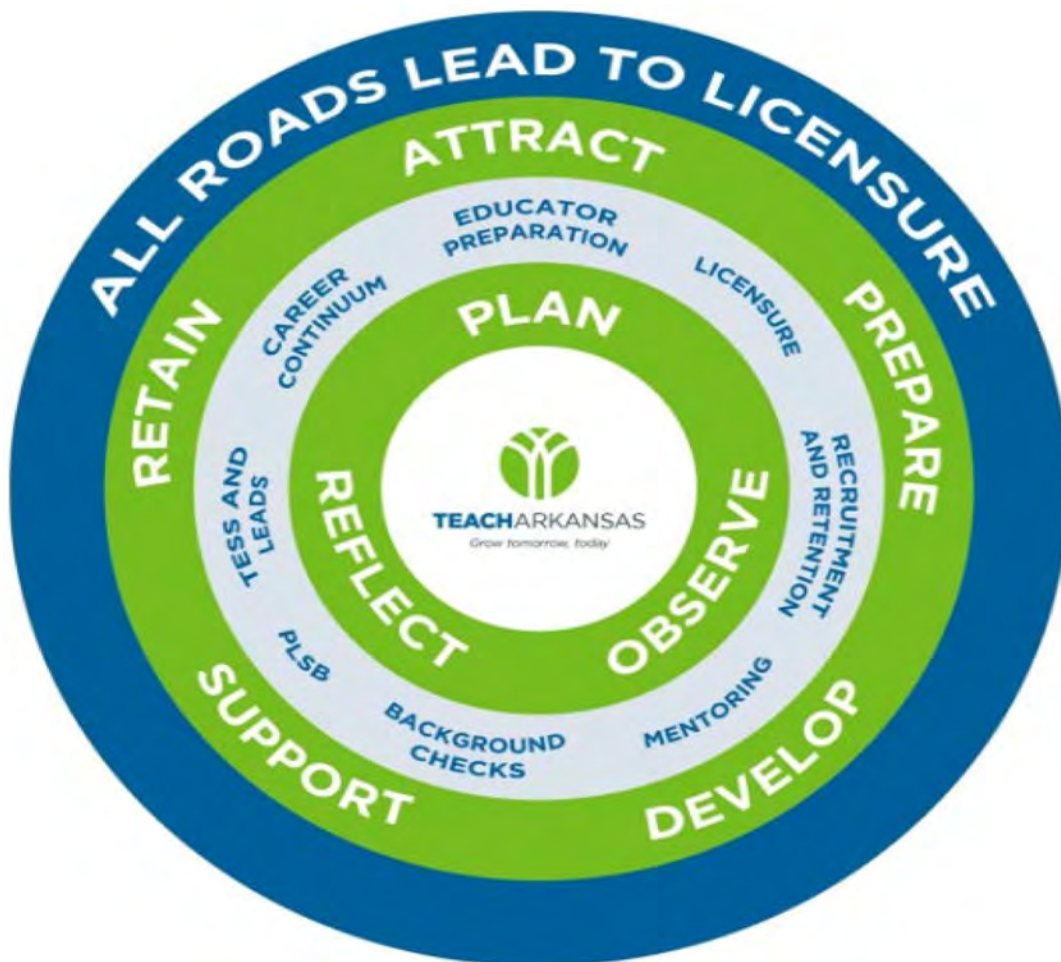 ALL ROADS LEAD TO LICENSURE
ATTRACT
PREPARE
DEVELOP
SUPPORT
RETAIN
EDUCATOR
PREPARATION
LICENSURE
RECRUITMENT
AND RETENTION
MENTORING
BACKGROUND
CHECKS
PLSB
TESS AND
LEADS
CAREER
CONTINUUM
PLAN
OBSERVE
REFLECT
TEACHARKANSAS
Grow tomorrow, today